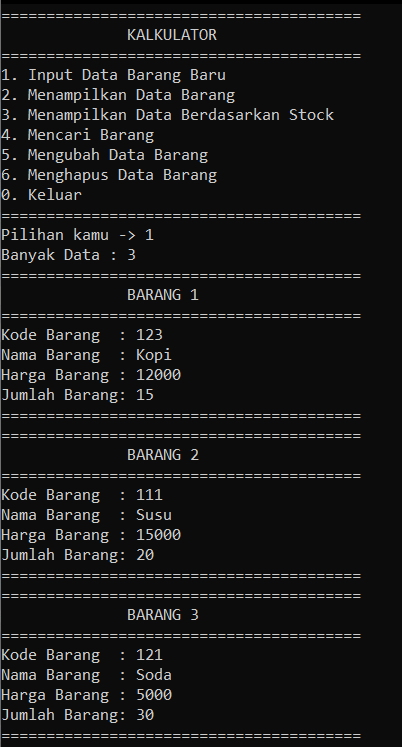 ========================================
KALKULATOR
========================================
1. Input Data Barang Baru
2. Menampilkan Data Barang
3. Menampilkan Data Berdasarkan Stock
4. Mencari Barang
5. Mengubah Data Barang
6. Menghapus Data Barang
0. Keluar
========================================
Pilihan kamu -> 1
Banyak Data : 3
========================================
BARANG 1
========================================
Kode Barang  : 123
Nama Barang  : Kopi
Harga Barang : 12000
Jumlah Barang: 15
========================================
========================================
BARANG 2
========================================
Kode Barang  : 111
Nama Barang  : Susu
Harga Barang : 15000
Jumlah Barang: 20
========================================
========================================
BARANG 3
========================================
Kode Barang  : 121
Nama Barang  : Soda
Harga Barang : 5000
Jumlah Barang: 30
========================================